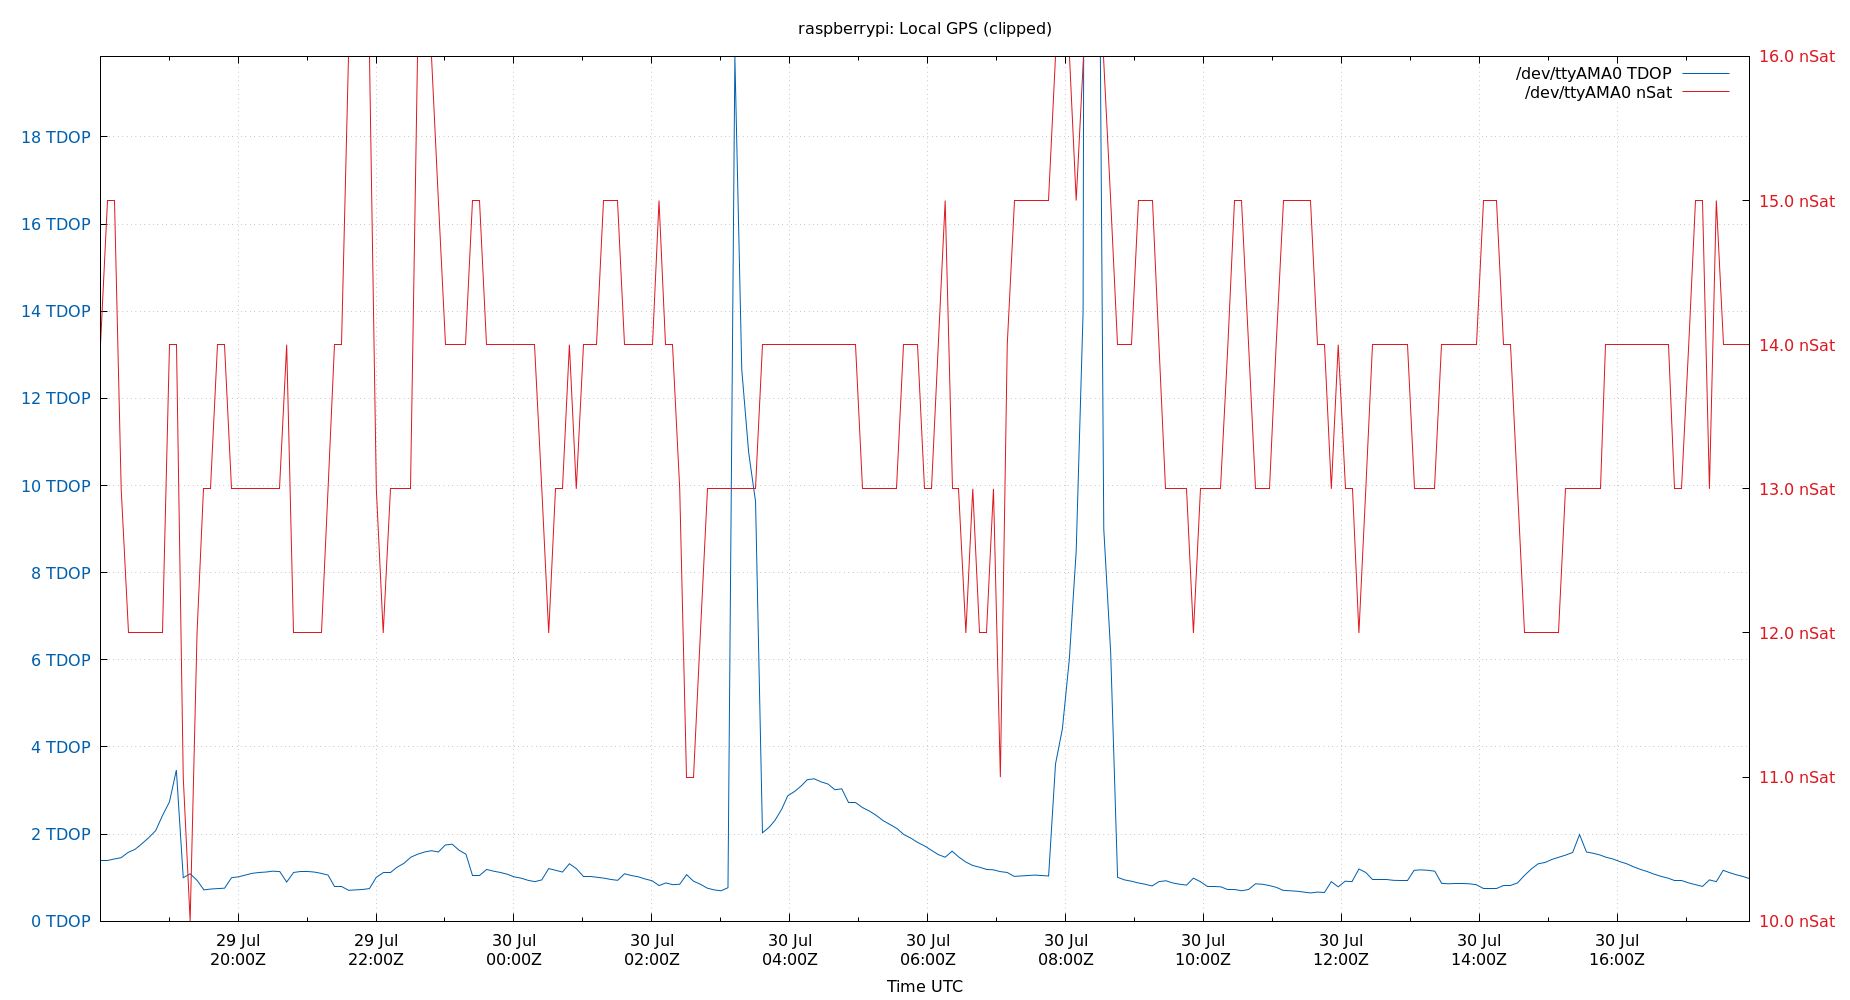 raspberrypi: Local GPS (clipped)
16.0 nSat
/dev/ttyAMA0 TDOP
/dev/ttyAMA0 nSat
18 TDOP
15.0 nSat
16 TDOP
14 TDOP
14.0 nSat
12 TDOP
10 TDOP
13.0 nSat
8 TDOP
12.0 nSat
6 TDOP
4 TDOP
11.0 nSat
2 TDOP
0 TDOP
10.0 nSat
29 Jul 29 Jul 30 Jul 30 Jul 30 Jul 30 Jul 30 Jul 30 Jul 30 Jul 30 Jul 30 Jul
20:00Z 22:00Z 00:00Z 02:00Z 04:00Z 06:00Z 08:00Z 10:00Z 12:00Z 14:00Z 16:00Z
Time UTC